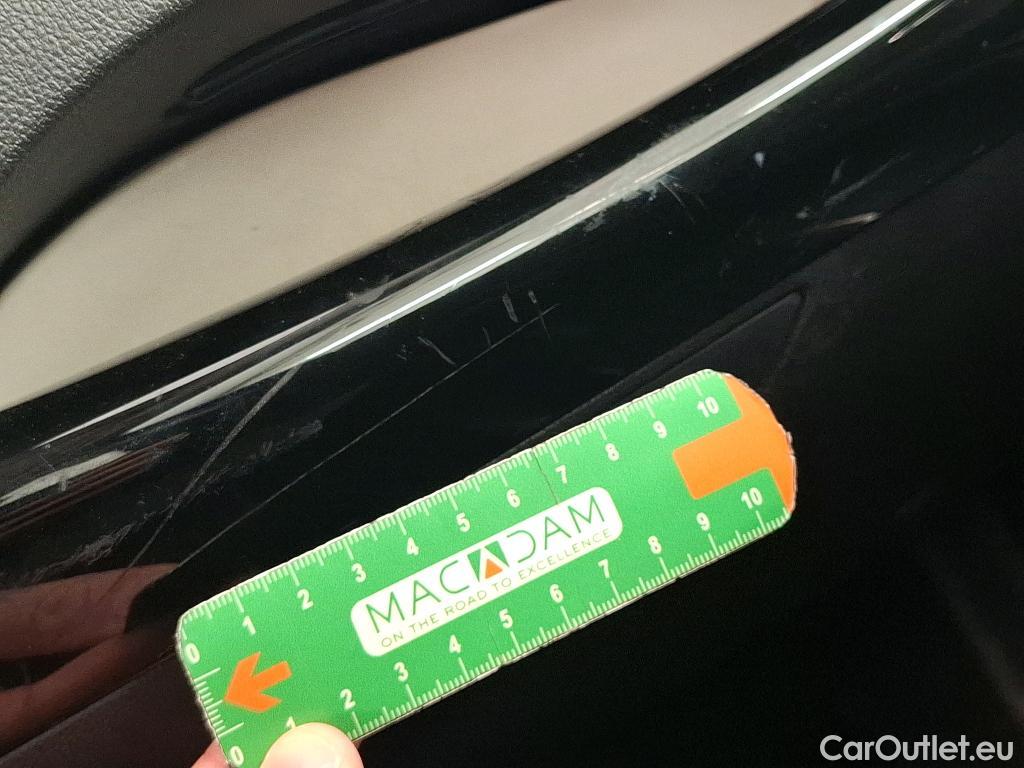 0 1 2 3 4 5 6 7 8 9 10
MACADAM
ON THE ROAD TO EXCELLENCE
0 1 2 3 4 5 6 7 8 9 10
CarOutlet.eu